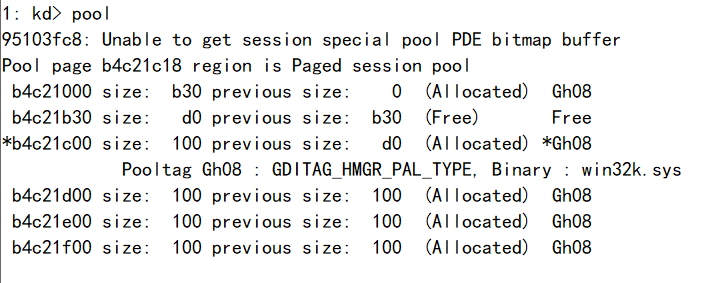 1: kd> pool
95103fc8: Unable to get session special pool PDE bitmap buffer
Pool page b4c21c18 region is Paged session pool
 b4c21000 size:  b30 previous size:    0  (Allocated)  Gh08
 b4c21b30 size:   d0 previous size:  b30  (Free)       Free
*b4c21c00 size:  100 previous size:   d0  (Allocated) *Gh08
          Pooltag Gh08 : GDITAG_HMGR_PAL_TYPE, Binary : win32k.sys
 b4c21d00 size:  100 previous size:  100  (Allocated)  Gh08
 b4c21e00 size:  100 previous size:  100  (Allocated)  Gh08
 b4c21f00 size:  100 previous size:  100  (Allocated)  Gh08